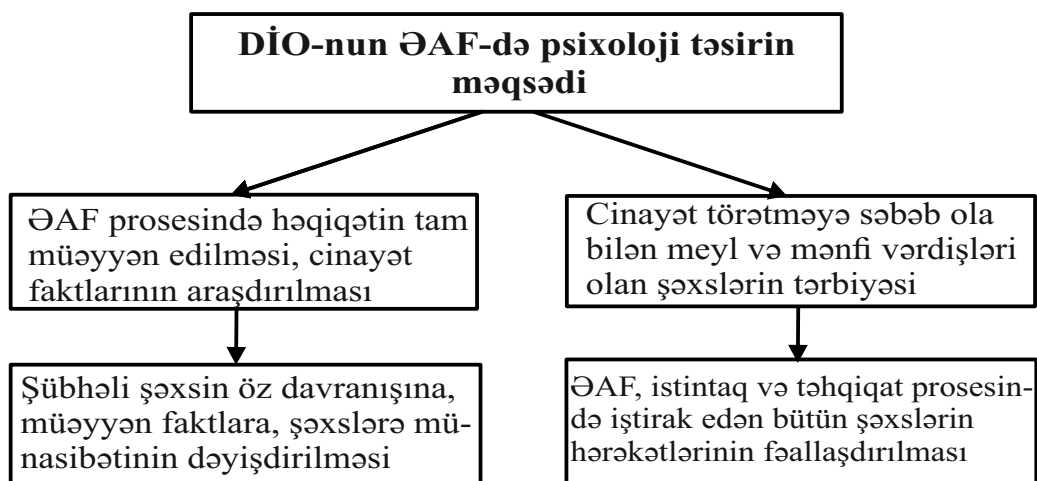 DİO-nun ƏAF-də psixoloji təsirin
məqsədi
ƏAF prosesində həqiqətin tam
müəyyən edilməsi, cinayət
faktlarının araşdırılması
Cinayət törətməyə səbəb ola
bilən meyl və mənfi vərdişləri
olan şəxslərin tərbiyəsi
Şübhəli şəxsin öz davranışına,
müəyyən faktlara, şəxslərə mü-
nasibətinin dəyişdirilməsi
ƏAF, istintaq və təhqiqat prosesin-
də iştirak edən bütün şəxslərin
hərəkətlərinin fəallaşdırılması